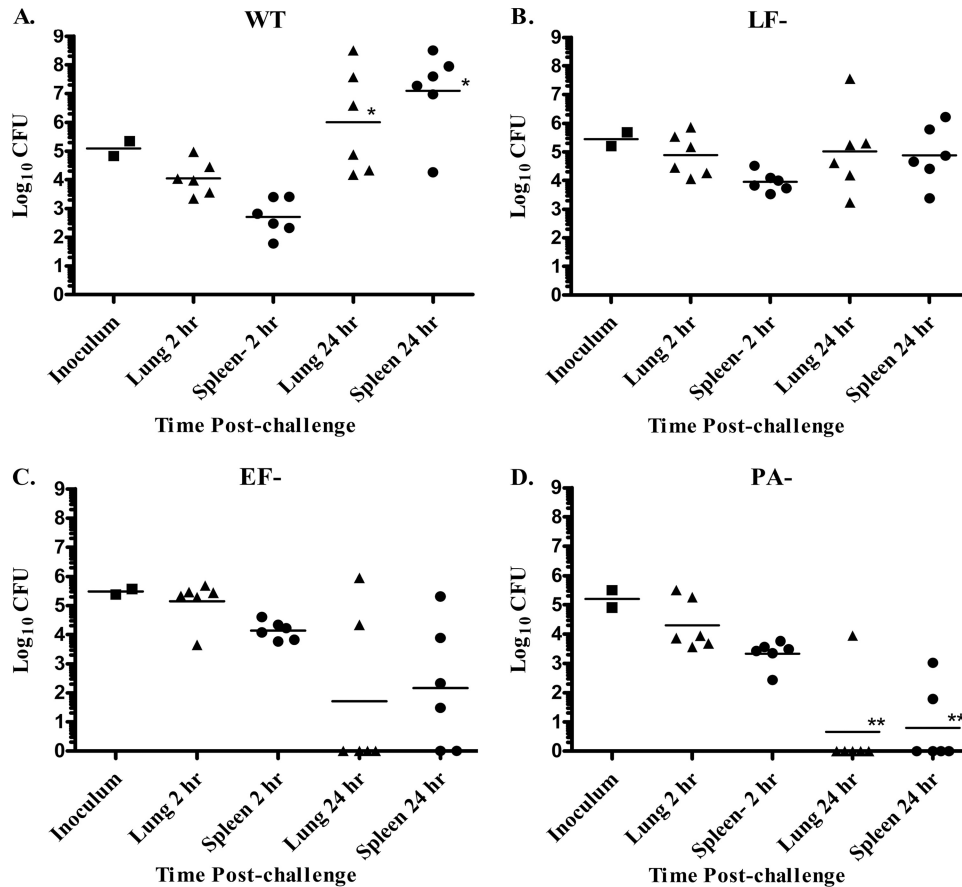 A.
WT
Log10 CFU
9
8
7
6
5
4
3
2
1
0
*
*
Inoculum
Lung 2 hr
Spleen- 2 hr
Lung 24 hr
Spleen 24 hr
Time Post-challenge
B.
LF-
Log10 CFU
9
8
7
6
5
4
3
2
1
0
Inoculum
Lung 2 hr
Spleen- 2 hr
Lung 24 hr
Spleen 24 hr
Time Post-challenge
C.
EF-
Log10 CFU
9
8
7
6
5
4
3
2
1
0
Inoculum
Lung 2 hr
Spleen 2 hr
Lung 24 hr
Spleen 24 hr
Time Post-challenge
D.
PA-
Log10 CFU
9
8
7
6
5
4
3
2
1
0
**
**
Inoculum
Lung 2 hr
Spleen- 2 hr
Lung 24 hr
Spleen 24 hr
Time Post-challenge